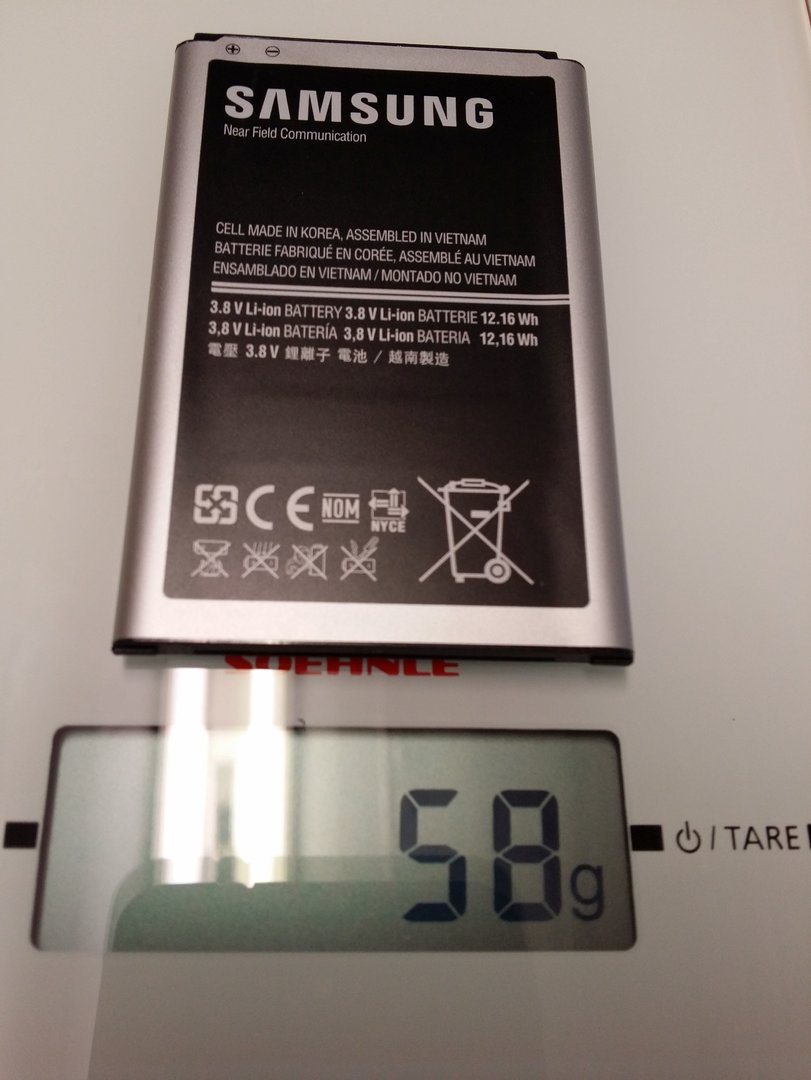 SAMSUNG
Near Field Communication
CELL MADE IN KOREA, ASSEMBLED IN VIETNAM
BATTERIE FABRIQUÉ EN CORÉE, ASSEMBLÉ AU VIETNAM
ENSAMBLADO EN VIETNAM / MONTADO NO VIETNAM
3.8 V Li-ion BATTERY 3.8 V Li-ion BATTERIE 12.16 Wh
3,8 V Li-ion BATERÍA 3,8 V Li-ion BATERIA 12,16 Wh
電壓 3.8 V 鋰離子 電池 / 越南製造
CE NOM NYCE
SOEHNLE
58g
/ TARE